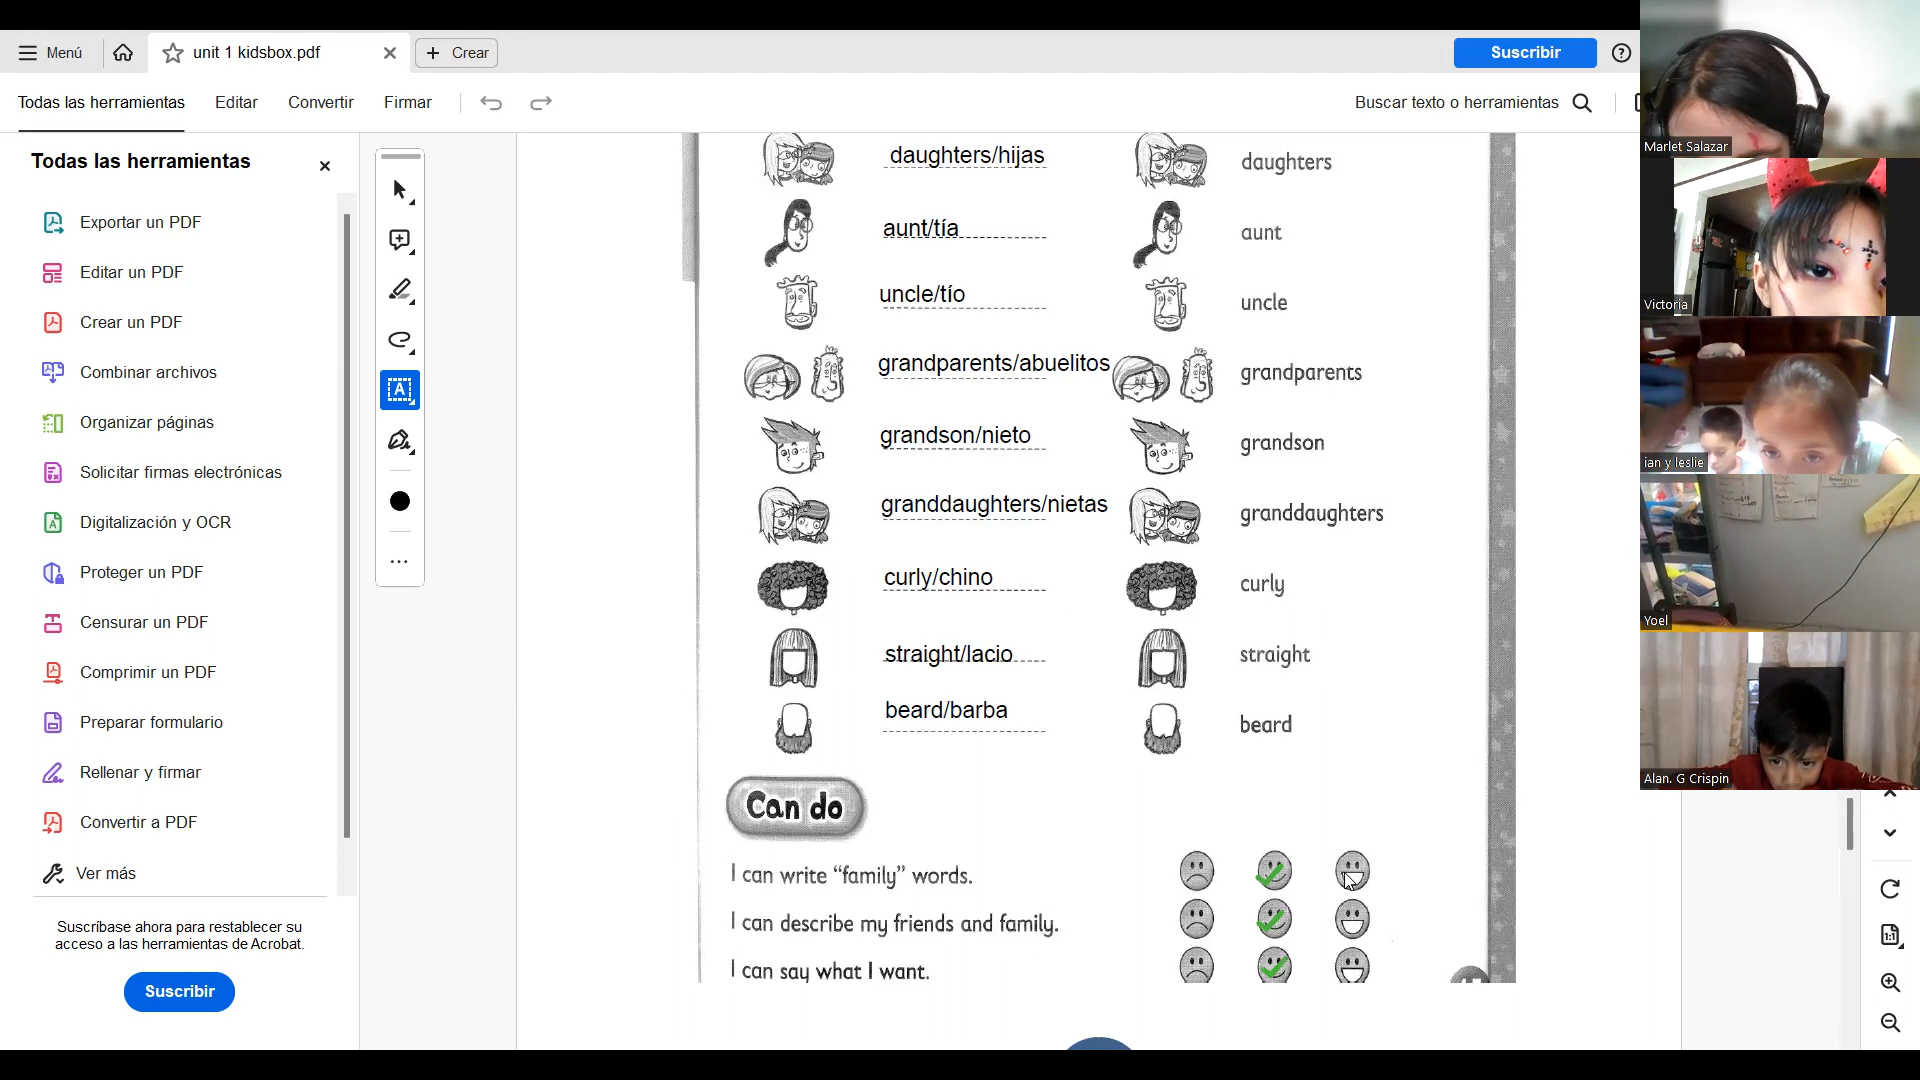 Menú
unit 1 kidsbox.pdf
Crear
Suscribir
Todas las herramientas
Editar
Convertir
Firmar
Buscar texto o herramientas
Todas las herramientas
Exportar un PDF
Editar un PDF
Crear un PDF
Combinar archivos
Organizar páginas
Solicitar firmas electrónicas
Digitalización y OCR
Proteger un PDF
Censurar un PDF
Comprimir un PDF
Preparar formulario
Rellenar y firmar
Convertir a PDF
Ver más
Suscríbase ahora para restablecer su
acceso a las herramientas de Acrobat.
Suscribir
daughters/hijas daughters
aunt/tía aunt
uncle/tío uncle
grandparents/abuelitos grandparents
grandson/nieto grandson
granddaughters/nietas granddaughters
curly/chino curly
straight/lacio straight
beard/barba beard
Can do
I can write “family” words.
I can describe my friends and family.
I can say what I want.
Marlet Salazar
Victoria
ian y leslie
Yoel
Alan. G Crispin